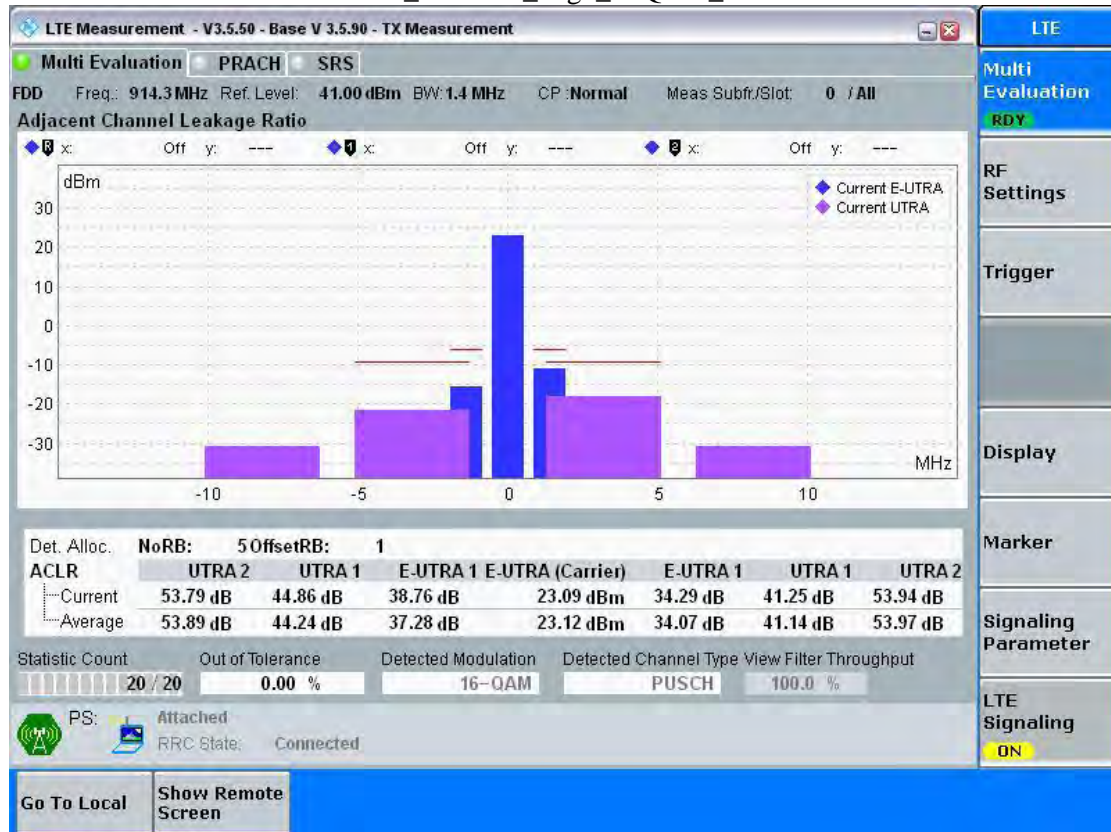 LTE Measurement - V3.5.50 - Base V 3.5.90 - TX Measurement
LTE
Multi Evaluation PRACH SRS
FDD Freq.: 914.3 MHz Ref. Level: 41.00 dBm BW: 1.4 MHz CP : Normal Meas Subfr./Slot: 0 / All
Adjacent Channel Leakage Ratio
R x: Off y: --- 1 x: Off y: --- 2 x: Off y: ---
dBm
Current E-UTRA
Current UTRA
30
20
10
0
-10
-20
-30
MHz
-10 -5 0 5 10
Det. Alloc. NoRB: 5 OffsetRB: 1
ACLR UTRA 2 UTRA 1 E-UTRA 1 E-UTRA (Carrier) E-UTRA 1 UTRA 1 UTRA 2
Current 53.79 dB 44.86 dB 38.76 dB 23.09 dBm 34.29 dB 41.25 dB 53.94 dB
Average 53.89 dB 44.24 dB 37.28 dB 23.12 dBm 34.07 dB 41.14 dB 53.97 dB
Statistic Count Out of Tolerance Detected Modulation Detected Channel Type View Filter Throughput
20 / 20 0.00 % 16-QAM PUSCH 100.0 %
PS: Attached
RRC State: Connected
Multi
Evaluation
RDY
RF
Settings
Trigger
Display
Marker
Signaling
Parameter
LTE
Signaling
ON
Go To Local
Show Remote
Screen